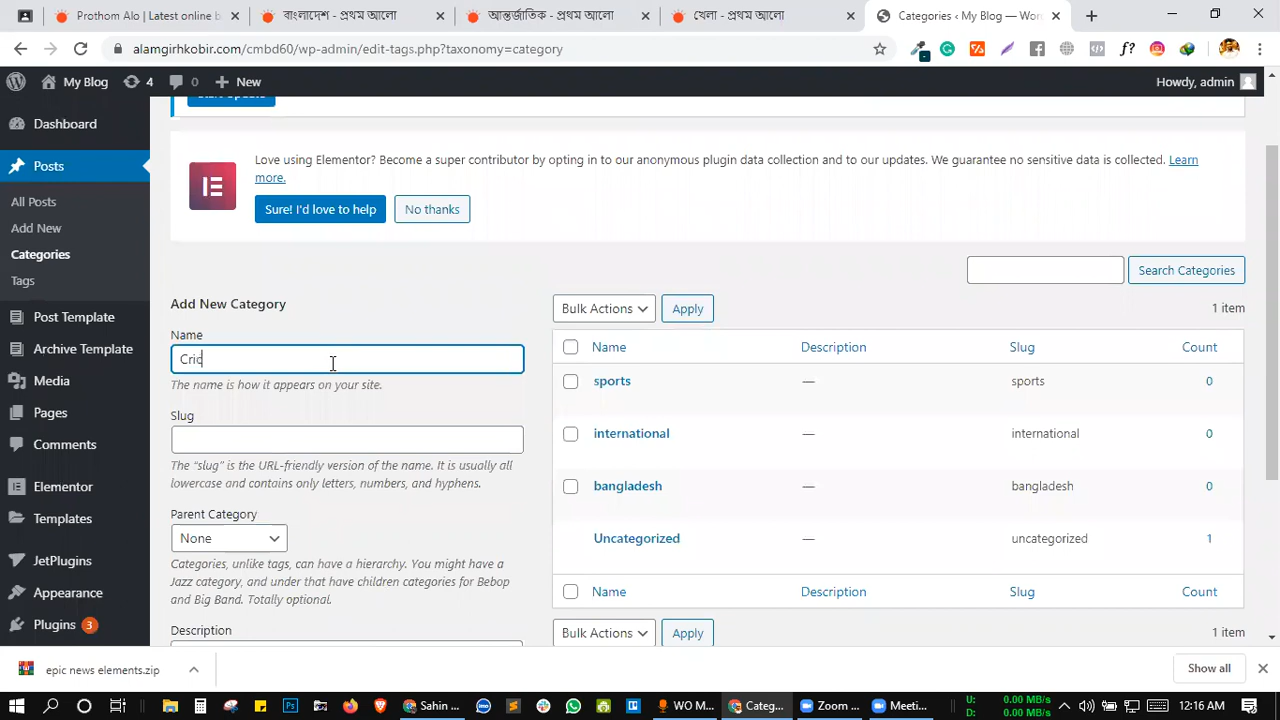 Prothom Alo | Latest online b
বাংলাদেশ - প্রথম আলো
আন্তর্জাতিক - প্রথম আলো
খেলা - প্রথম আলো
Categories ‹ My Blog — Wor
alamgirhkobir.com/cmbd60/wp-admin/edit-tags.php?taxonomy=category
f?
My Blog
4
0
New
Howdy, admin
Dashboard
Posts
All Posts
Add New
Categories
Tags
Post Template
Archive Template
Media
Pages
Comments
Elementor
Templates
JetPlugins
Appearance
Plugins 3
Love using Elementor? Become a super contributor by opting in to our anonymous plugin data collection and to our updates. We guarantee no sensitive data is collected. Learn
more.
Sure! I'd love to help
No thanks
Search Categories
Add New Category
Bulk Actions
Apply
1 item
Name
Cric
The name is how it appears on your site.
Slug
The “slug” is the URL-friendly version of the name. It is usually all
lowercase and contains only letters, numbers, and hyphens.
Parent Category
None
Categories, unlike tags, can have a hierarchy. You might have a
Jazz category, and under that have children categories for Bebop
and Big Band. Totally optional.
Description
Name Description Slug Count
sports — sports 0
international — international 0
bangladesh — bangladesh 0
Uncategorized — uncategorized 1
Name Description Slug Count
Bulk Actions
Apply
1 item
epic news elements.zip
Show all
Sahin ...
WO M...
Categ...
Zoom ...
Meeti...
U: 0.00 MB/s
D: 0.00 MB/s
12:16 AM